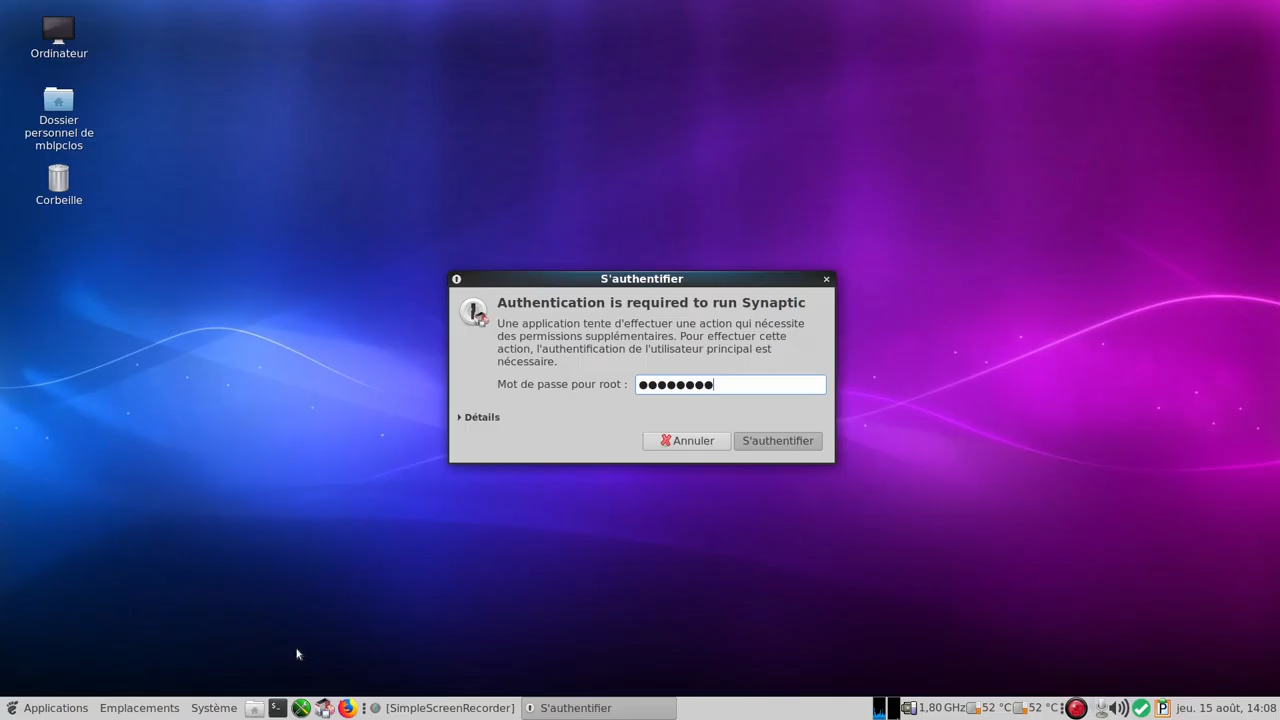 Ordinateur
Dossier
personnel de
mblpclos
Corbeille
S'authentifier
Authentication is required to run Synaptic
Une application tente d'effectuer une action qui nécessite
des permissions supplémentaires. Pour effectuer cette
action, l'authentification de l'utilisateur principal est
nécessaire.
Mot de passe pour root : ●●●●●●●●
Détails
Annuler S'authentifier
Applications Emplacements Système [SimpleScreenRecorder] S'authentifier 1,80 GHz 52 °C 52 °C jeu. 15 août, 14:08